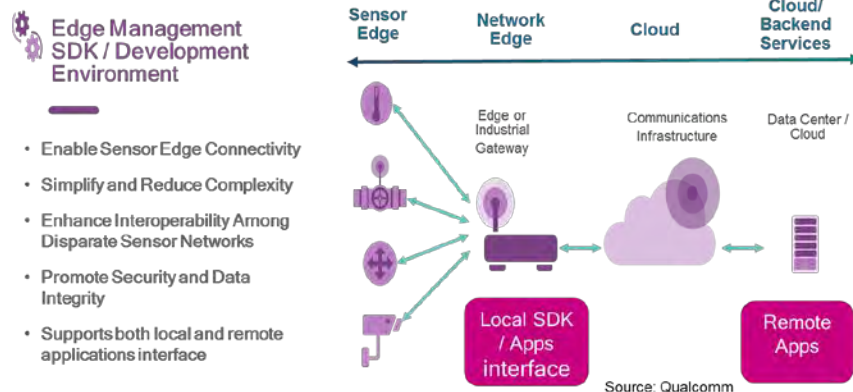 Edge Management
SDK / Development
Environment
• Enable Sensor Edge Connectivity
• Simplify and Reduce Complexity
• Enhance Interoperability Among
Disparate Sensor Networks
• Promote Security and Data
Integrity
• Supports both local and remote
applications interface
Sensor
Edge
Network
Edge
Cloud
Cloud/
Backend
Services
Edge or
Industrial
Gateway
Communications
Infrastructure
Data Center /
Cloud
Local SDK
/ Apps
interface
Remote
Apps
Source: Qualcomm